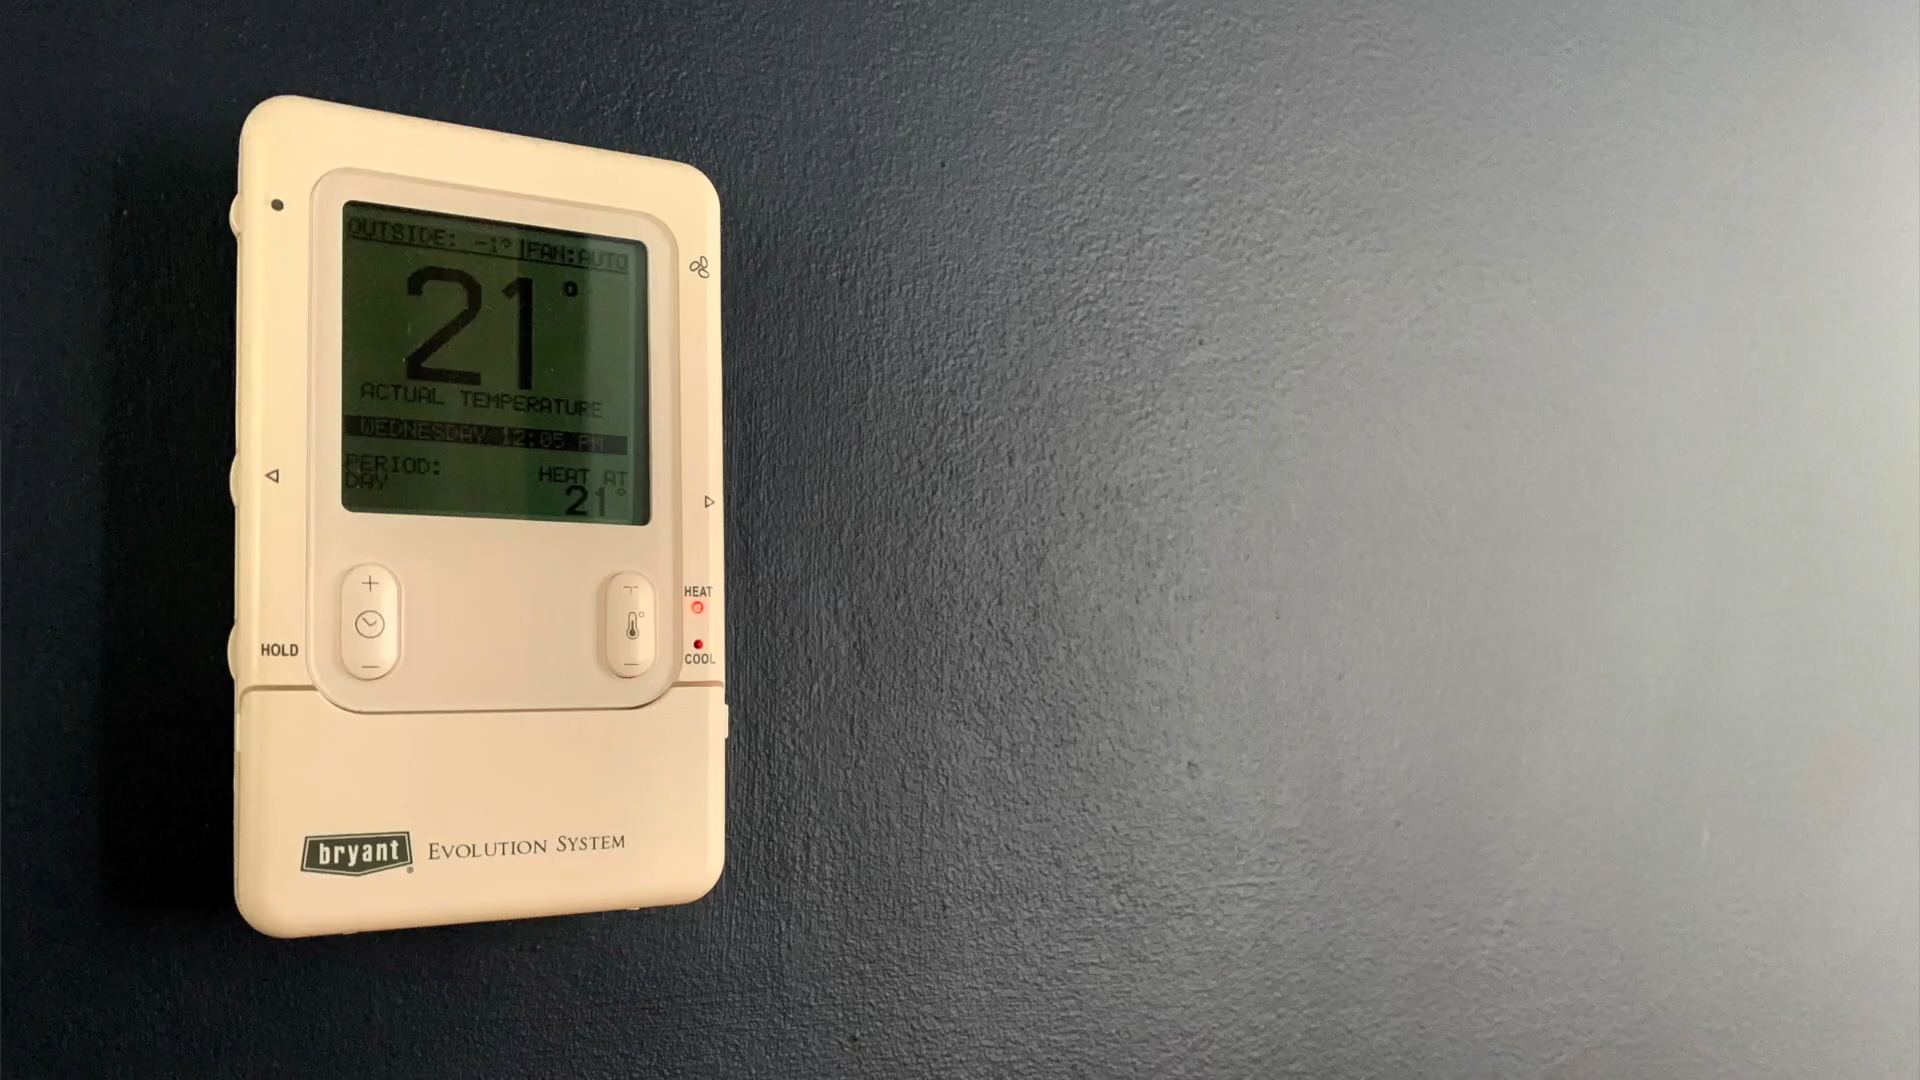 OUTSIDE: -1° FAN:AUTO
21°
ACTUAL TEMPERATURE
WEDNESDAY 12:05 PM
PERIOD:
DAY
HEAT AT
21°
HEAT
COOL
HOLD
bryant EVOLUTION SYSTEM